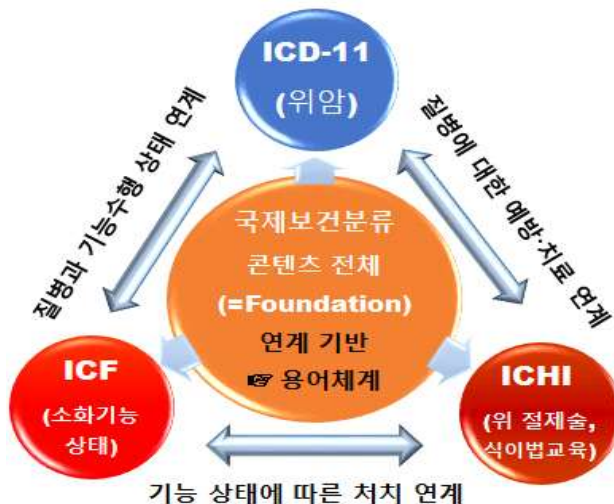 ICD-11
(위암)
질병과 기능수행 상태 연계
질병에 대한 예방·치료 연계
국제보건분류
콘텐츠 전체
(=Foundation)
연계 기반
☞ 용어체계
ICF
(소화기능
상태)
ICHI
(위 절제술,
식이법교육)
기능 상태에 따른 처치 연계